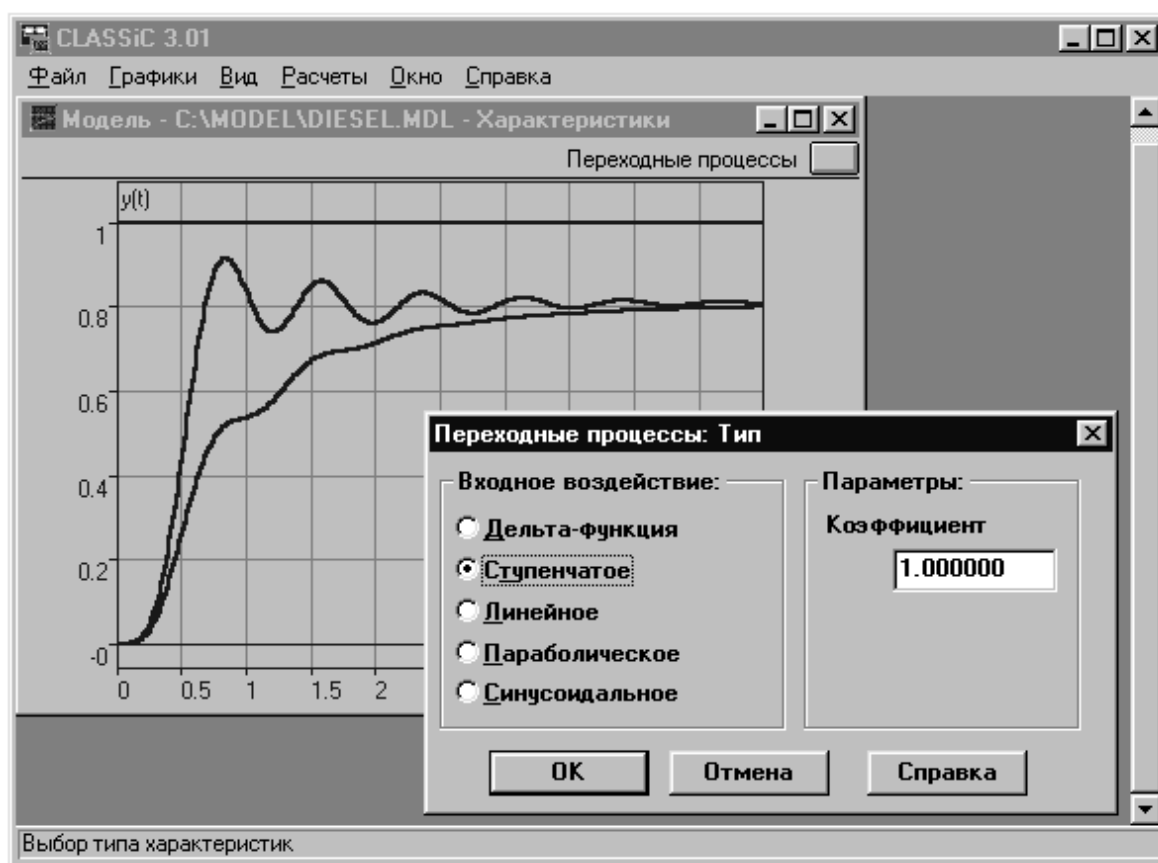 CLASSiC 3.01
Файл Графики Вид Расчеты Окно Справка
Модель - C:\MODEL\DIESEL.MDL - Характеристики
Переходные процессы
y(t)
1
0.8
0.6
0.4
0.2
-0
0 0.5 1 1.5 2
Переходные процессы: Тип
Входное воздействие:
Дельта-функция
Ступенчатое
Линейное
Параболическое
Синусоидальное
Параметры:
Коэффициент
1.000000
OK Отмена Справка
Выбор типа характеристик